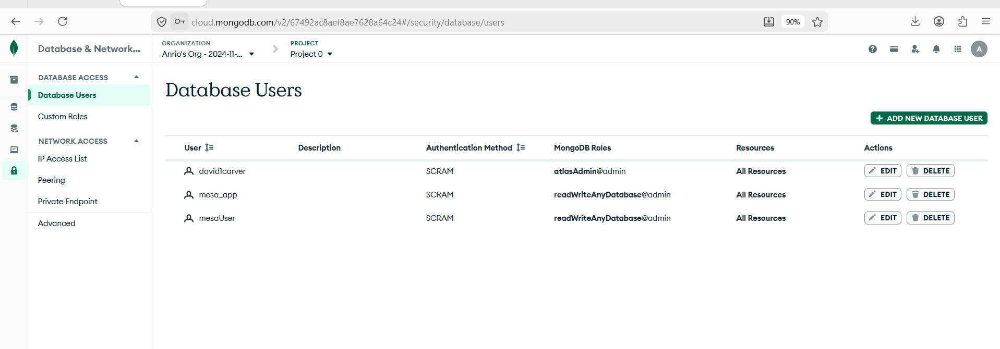 cloud.mongodb.com/v2/67492ac8aef8ae7628a64c24#/security/database/users
90%
Database & Network...
ORGANIZATION
Anrio's Org - 2024-11-...
PROJECT
Project 0
A
DATABASE ACCESS
Database Users
Custom Roles
NETWORK ACCESS
IP Access List
Peering
Private Endpoint
Advanced
Database Users
+ ADD NEW DATABASE USER
User Description Authentication Method MongoDB Roles Resources Actions
david1carver SCRAM atlasAdmin@admin All Resources EDIT DELETE
mesa_app SCRAM readWriteAnyDatabase@admin All Resources EDIT DELETE
mesaUser SCRAM readWriteAnyDatabase@admin All Resources EDIT DELETE